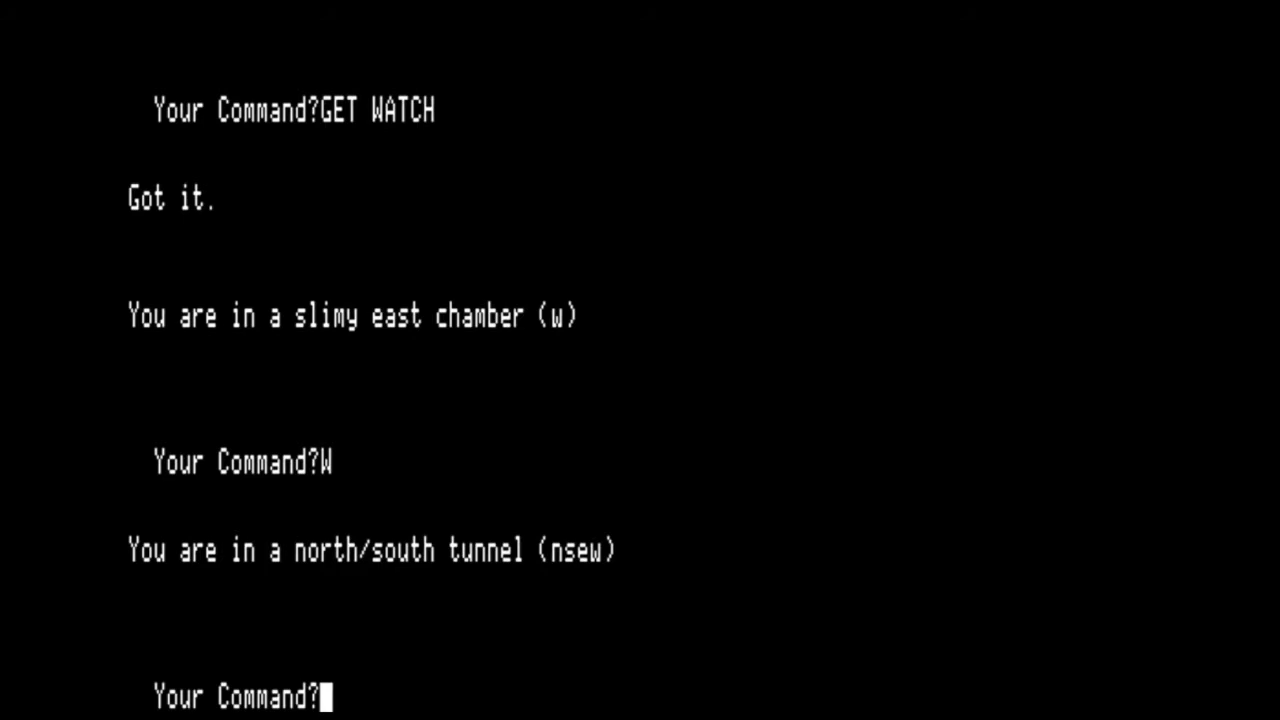 Your Command?GET WATCH
Got it.
You are in a slimy east chamber (w)
Your Command?W
You are in a north/south tunnel (nsew)
Your Command?